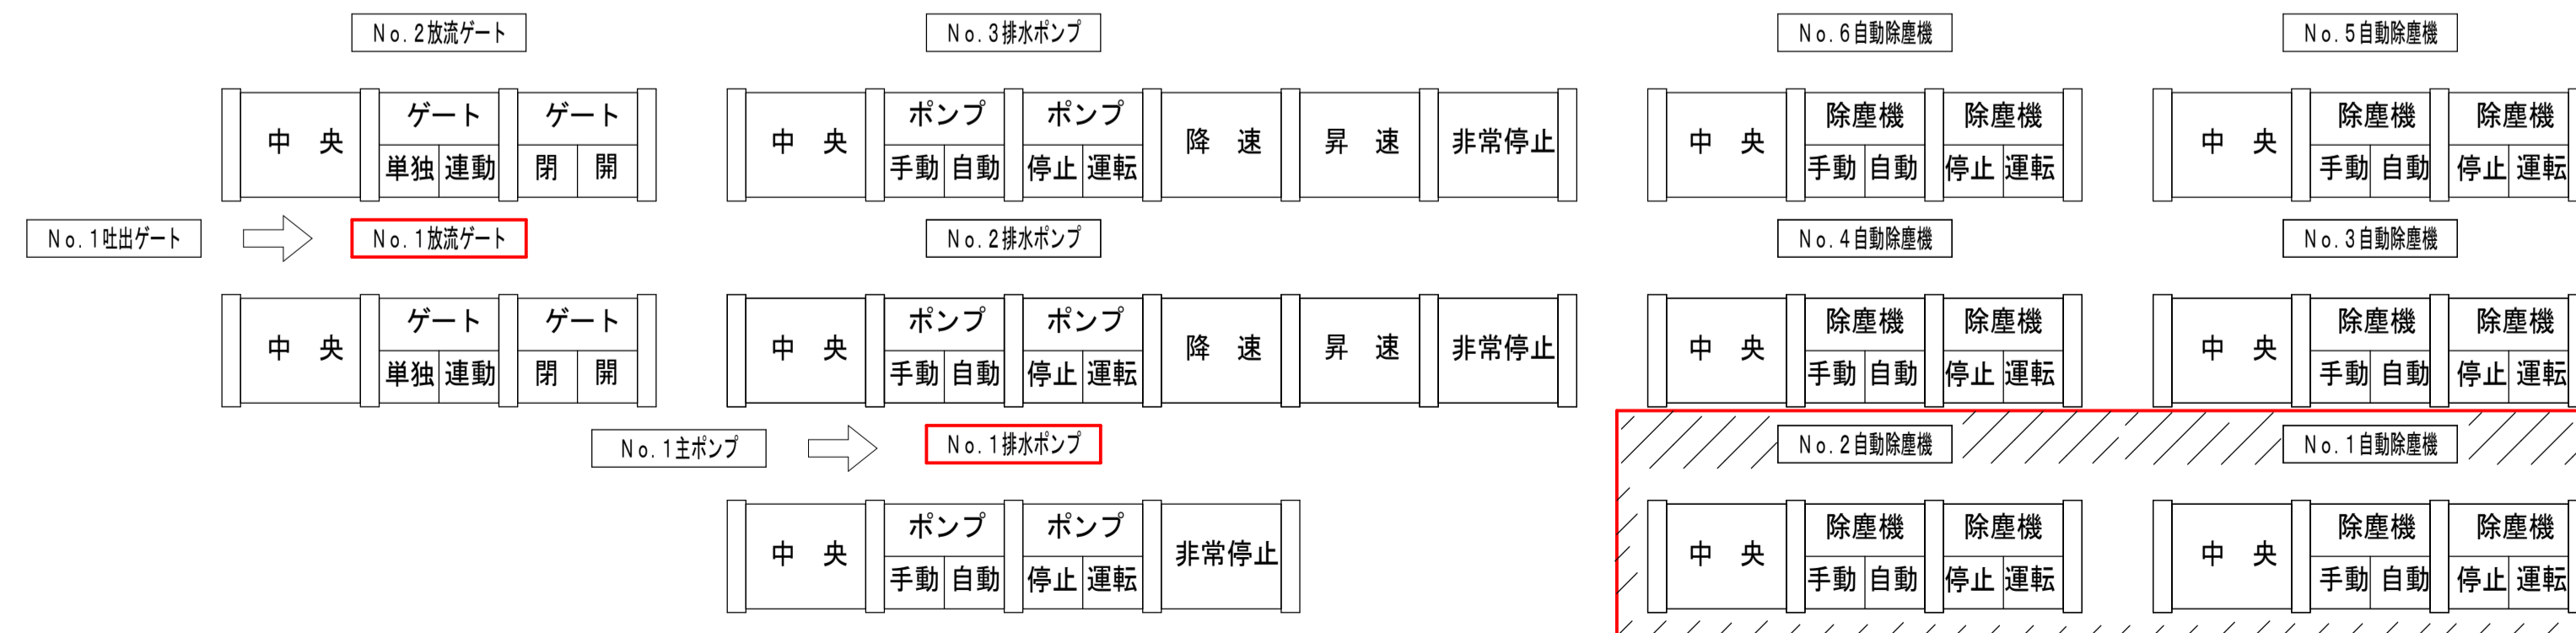 No.2放流ゲート No.3排水ポンプ No.6自動除塵機 No.5自動除塵機
中 央 ゲート ゲート 中 央 ポンプ ポンプ 降 速 昇 速 非常停止 中 央 除塵機 除塵機 中 央 除塵機 除塵機
単独 連動 閉 開 手動 自動 停止 運転 手動 自動 停止 運転 手動 自動 停止 運転
No.1吐出ゲート No.1放流ゲート No.2排水ポンプ No.4自動除塵機 No.3自動除塵機
中 央 ゲート ゲート 中 央 ポンプ ポンプ 降 速 昇 速 非常停止 中 央 除塵機 除塵機 中 央 除塵機 除塵機
単独 連動 閉 開 手動 自動 停止 運転 手動 自動 停止 運転 手動 自動 停止 運転
No.1主ポンプ No.1排水ポンプ No.2自動除塵機 No.1自動除塵機
中 央 ポンプ ポンプ 非常停止 中 央 除塵機 除塵機 中 央 除塵機 除塵機
手動 自動 停止 運転 手動 自動 停止 運転 手動 自動 停止 運転